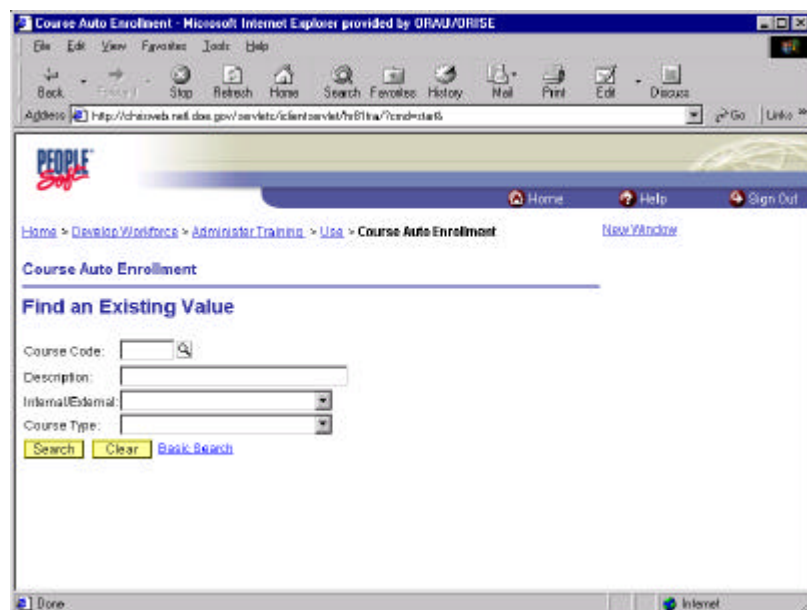 Course Auto Enrollment - Microsoft Internet Explorer provided by ORAU/ORISE
File Edit View Favorites Tools Help
Back Forward Stop Refresh Home Search Favorites History Mail Print Edit Discuss
Address Go Links »
PEOPLE
Soft
Home Help Sign Out
Home > Develop Workforce > Administer Training > Use > Course Auto Enrollment New Window
Course Auto Enrollment
Find an Existing Value
Course Code:
Description:
Internal/External:
Course Type:
Search Clear Basic Search
Done Internet